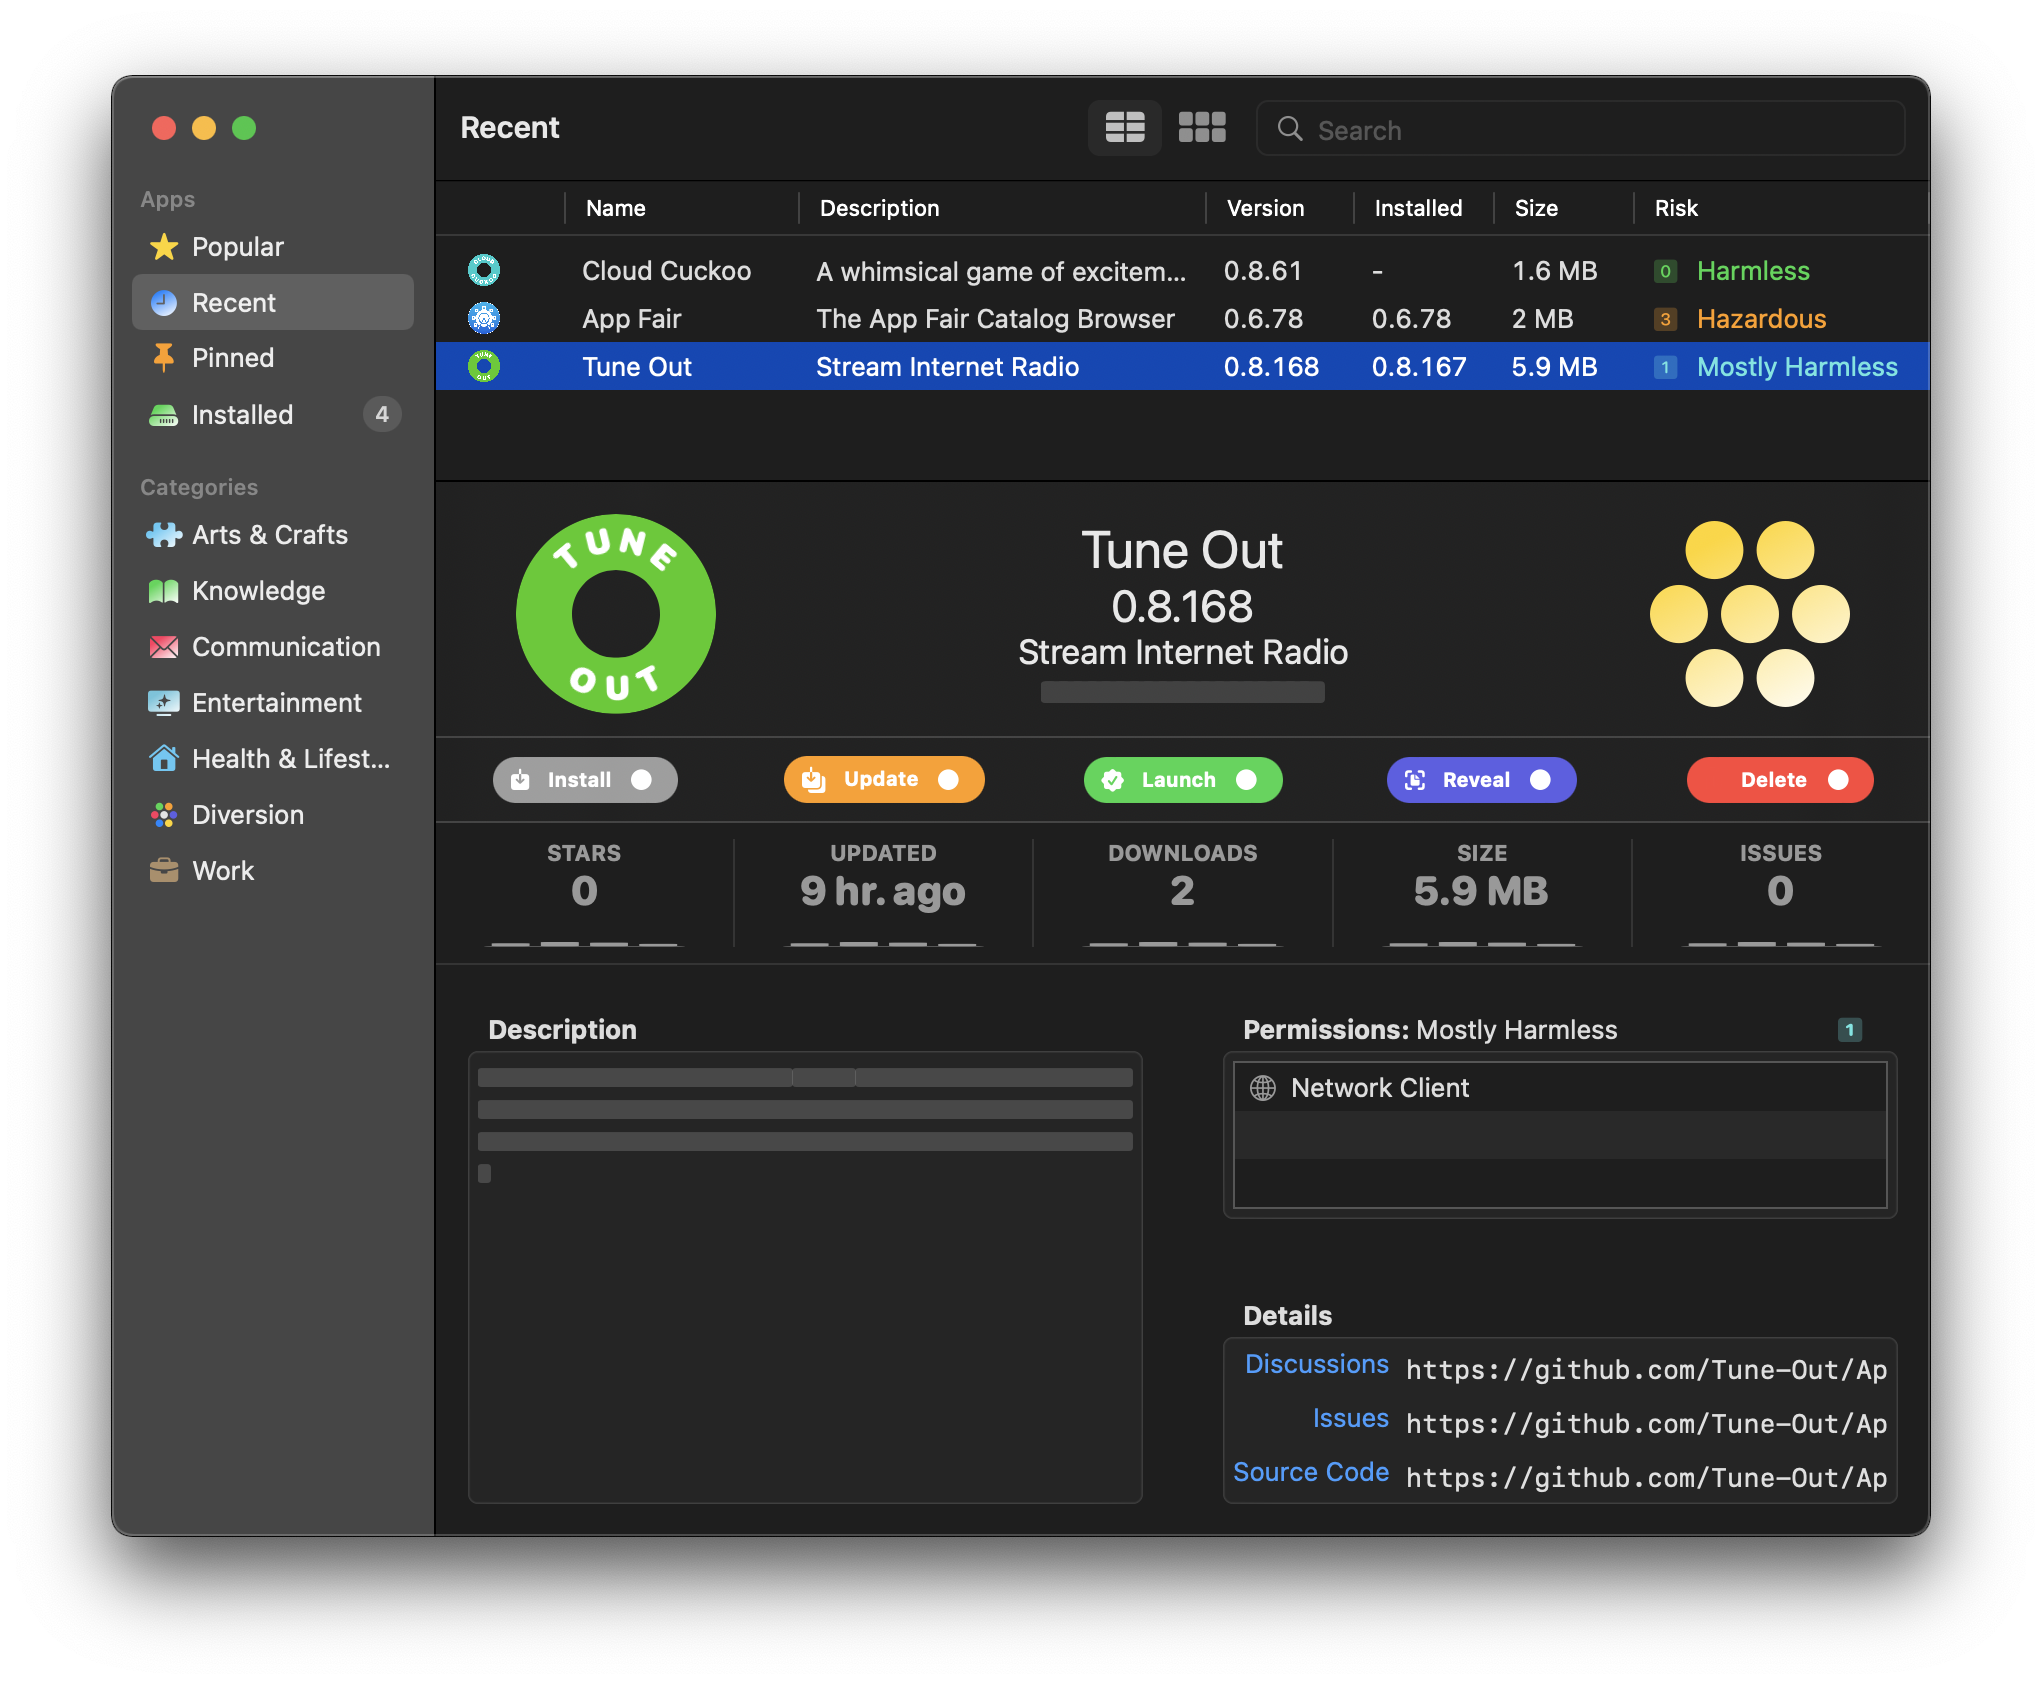 Apps
Popular
Recent
Pinned
Installed 4
Categories
Arts & Crafts
Knowledge
Communication
Entertainment
Health & Lifest...
Diversion
Work
Recent
Search
Name Description Version Installed Size Risk
Cloud Cuckoo A whimsical game of excitem... 0.8.61 - 1.6 MB 0 Harmless
App Fair The App Fair Catalog Browser 0.6.78 0.6.78 2 MB 3 Hazardous
Tune Out Stream Internet Radio 0.8.168 0.8.167 5.9 MB 1 Mostly Harmless
TUNE
OUT
Tune Out
0.8.168
Stream Internet Radio
Install Update Launch Reveal Delete
STARS UPDATED DOWNLOADS SIZE ISSUES
0 9 hr. ago 2 5.9 MB 0
Description
Permissions: Mostly Harmless 1
Network Client
Details
Discussions https://github.com/Tune-Out/Ap
Issues https://github.com/Tune-Out/Ap
Source Code https://github.com/Tune-Out/Ap